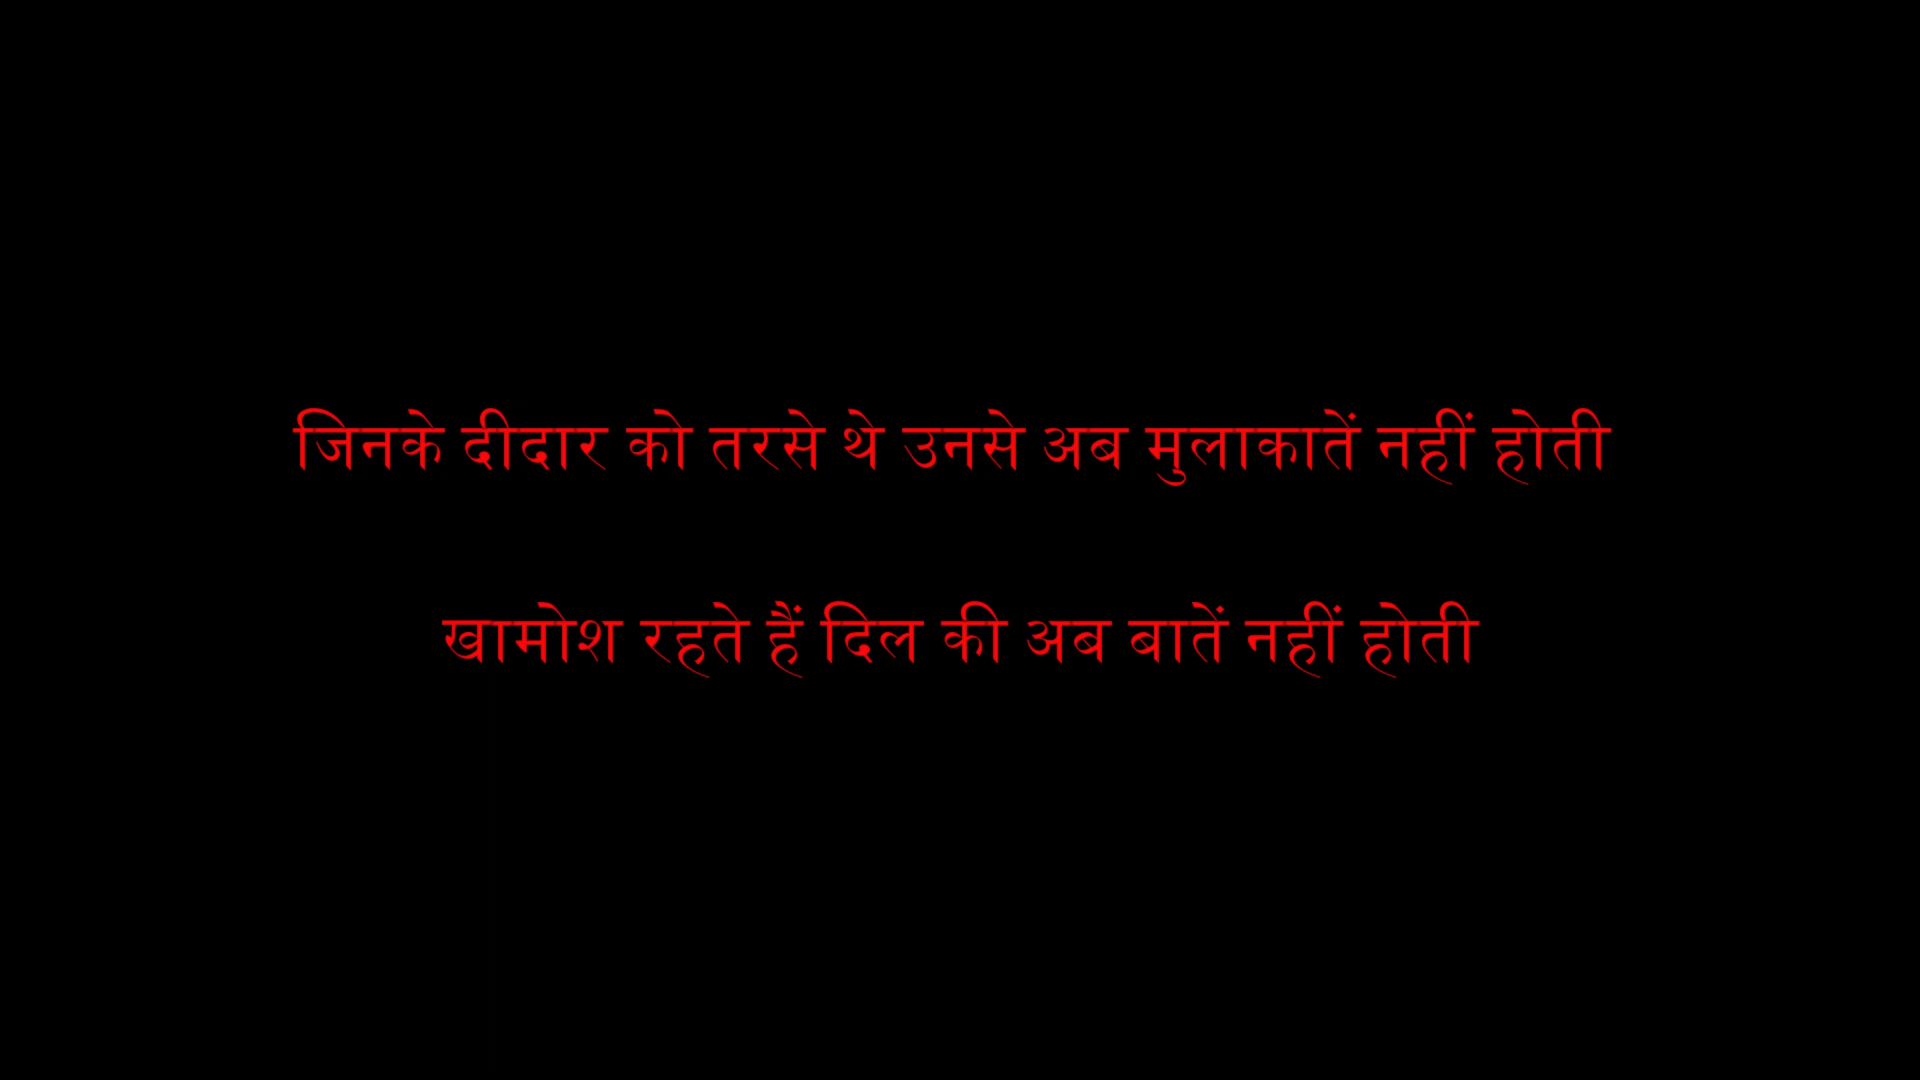 जिनके दीदार को तरसे थे उनसे अब मुलाकातें नहीं होती
खामोश रहते हैं दिल की अब बातें नहीं होती